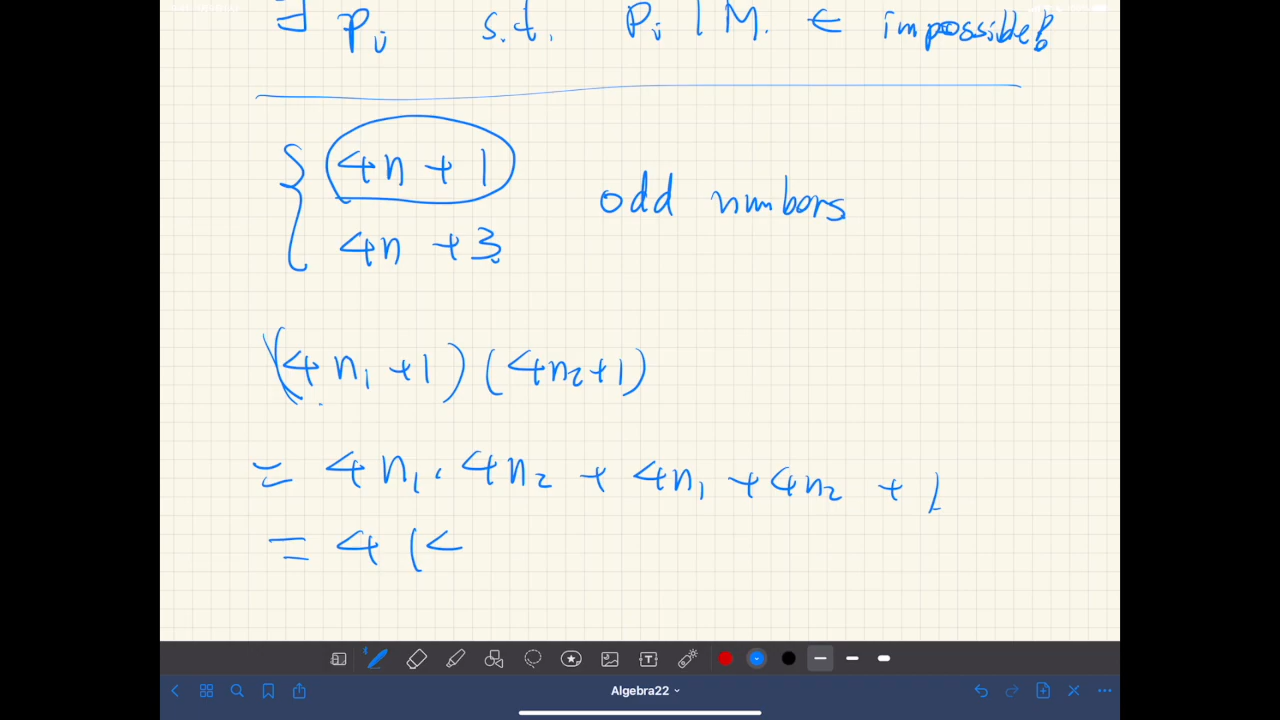 ∃ Pᵢ s.t. Pᵢ | M. ∈ impossible!
4n + 1
odd numbers
4n + 3
(4n₁ + 1) (4n₂ + 1)
= 4n₁ · 4n₂ + 4n₁ + 4n₂ + 1
= 4 (4
Algebra22